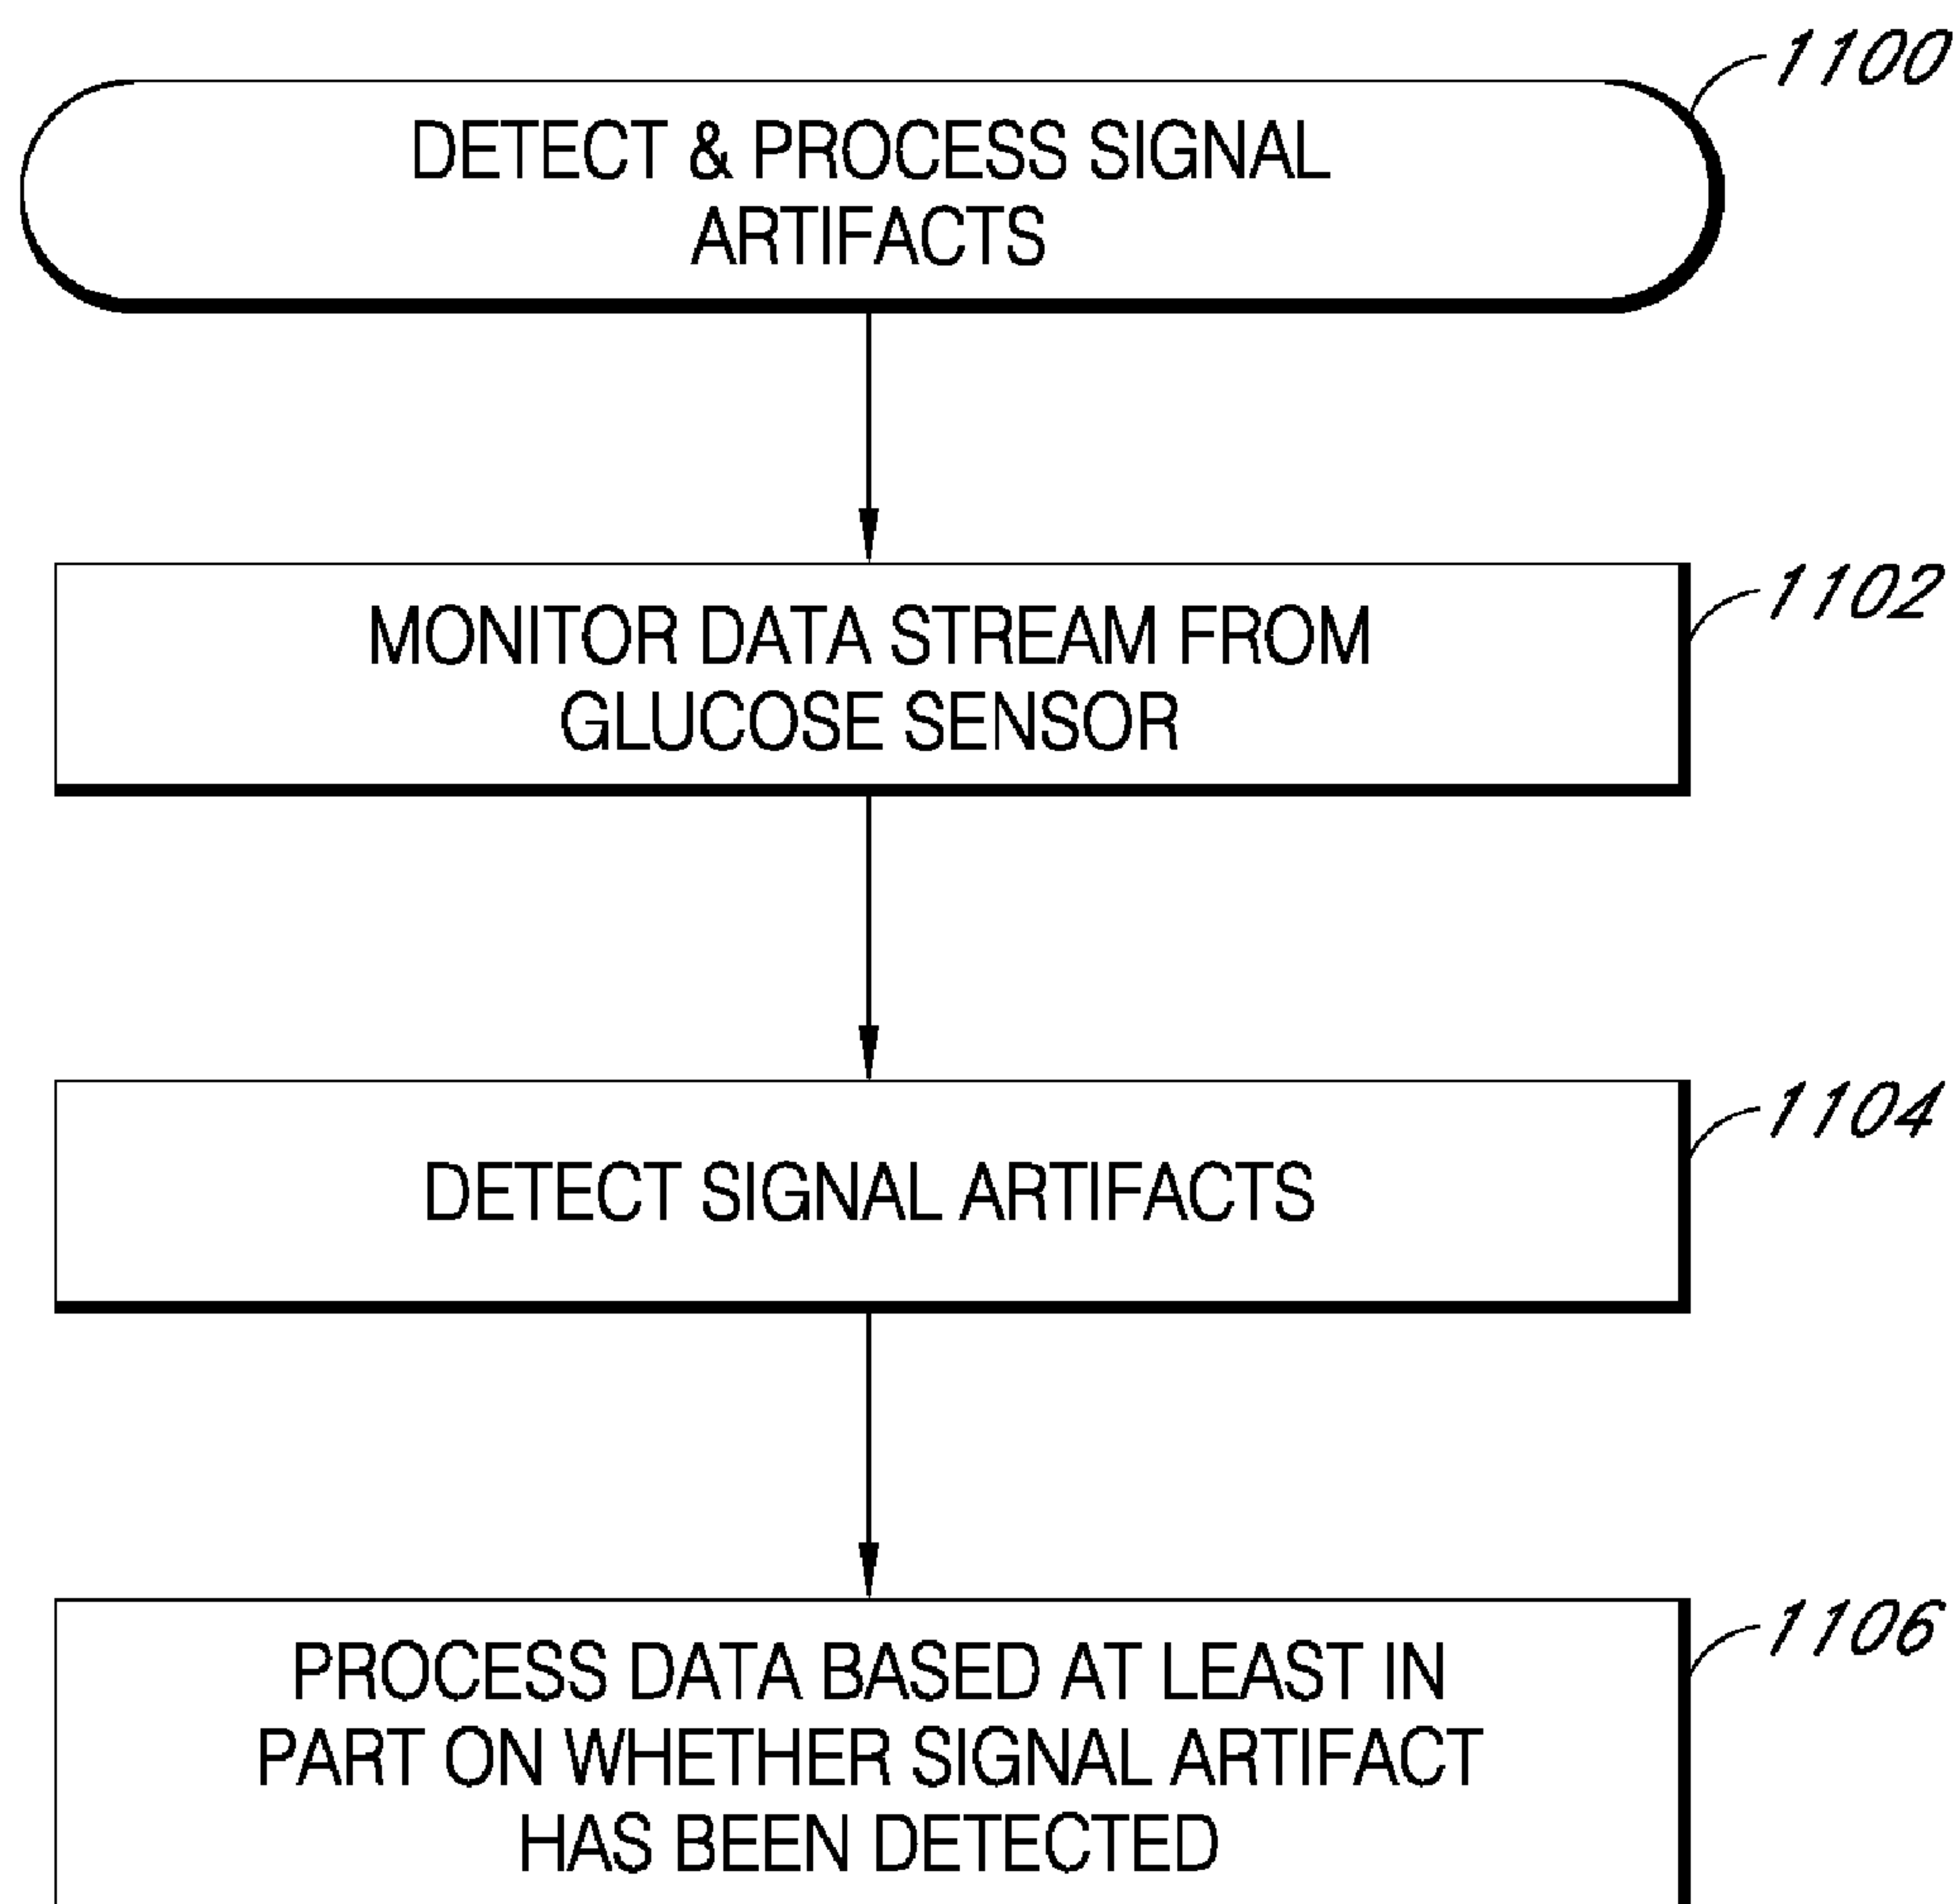 1100
DETECT & PROCESS SIGNAL
ARTIFACTS
1102
MONITOR DATA STREAM FROM
GLUCOSE SENSOR
1104
DETECT SIGNAL ARTIFACTS
1106
PROCESS DATA BASED AT LEAST IN
PART ON WHETHER SIGNAL ARTIFACT
HAS BEEN DETECTED